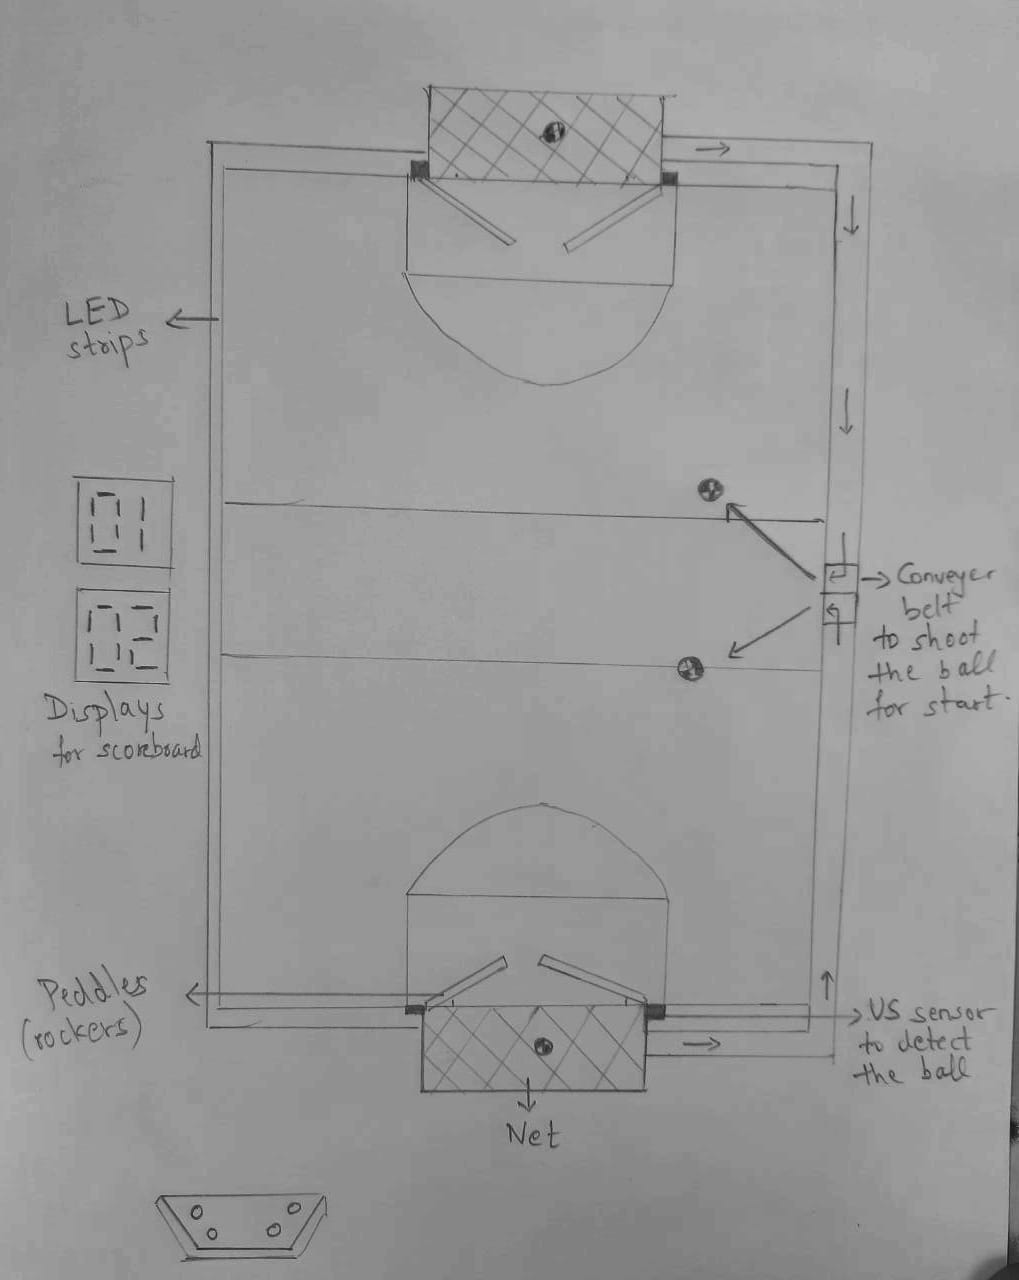 LED
strips
01
02
Displays
for scoreboard
Conveyer
belt
to shoot
the ball
for start.
Peddles
(rockers)
US sensor
to detect
the ball
Net